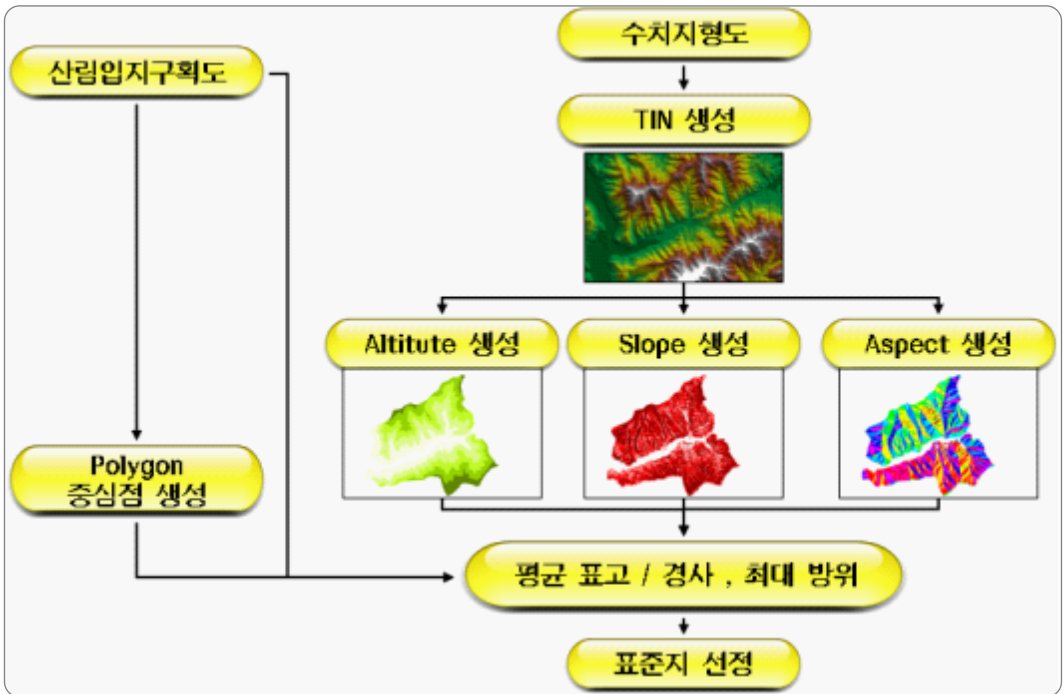 수치지형도
산림입지구획도
TIN 생성
Altitute 생성
Slope 생성
Aspect 생성
Polygon
중심점 생성
평균 표고 / 경사 , 최대 방위
표준지 선정